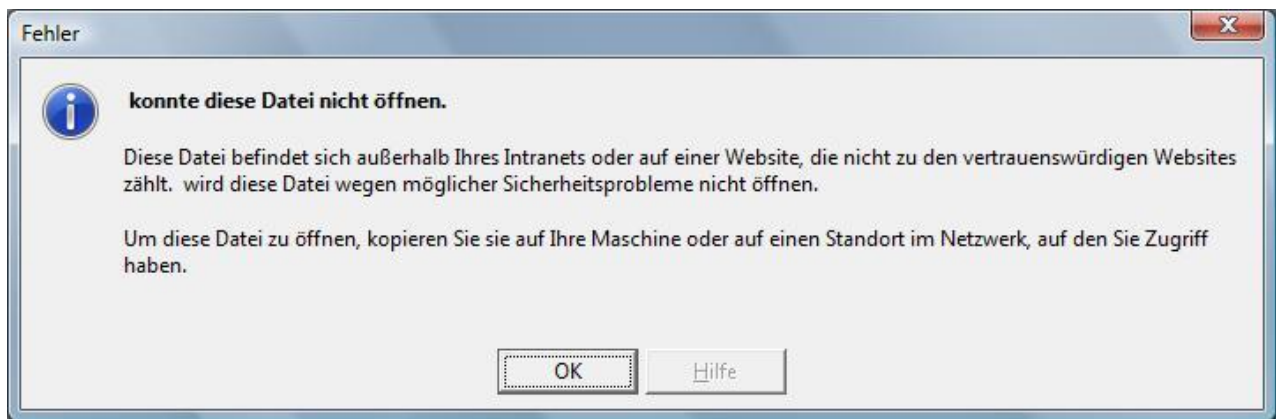 Fehler
konnte diese Datei nicht öffnen.
Diese Datei befindet sich außerhalb Ihres Intranets oder auf einer Website, die nicht zu den vertrauenswürdigen Websites
zählt.  wird diese Datei wegen möglicher Sicherheitsprobleme nicht öffnen.
Um diese Datei zu öffnen, kopieren Sie sie auf Ihre Maschine oder auf einen Standort im Netzwerk, auf den Sie Zugriff
haben.
OK
Hilfe